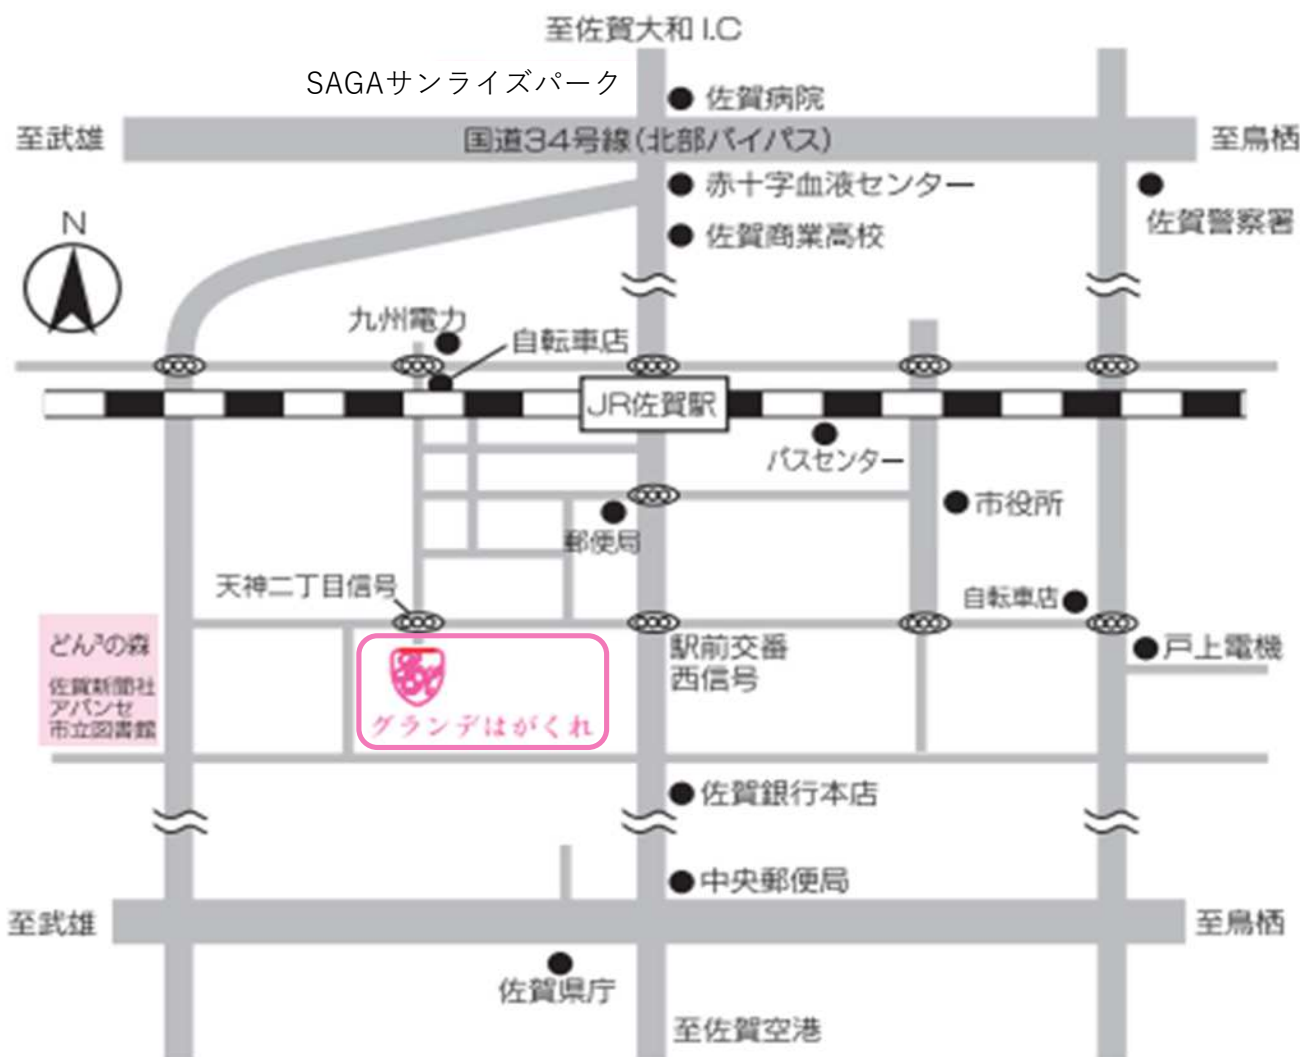 至佐賀大和I.C
SAGAサンライズパーク
佐賀病院
至武雄
国道34号線(北部バイパス)
至鳥栖
赤十字血液センター
佐賀警察署
佐賀商業高校
N
九州電力
自転車店
JR佐賀駅
バスセンター
市役所
郵便局
天神二丁目信号
自転車店
どん³の森
佐賀新聞社
アバンセ
市立図書館
駅前交番
西信号
戸上電機
グランデはがくれ
佐賀銀行本店
中央郵便局
至武雄
至鳥栖
佐賀県庁
至佐賀空港